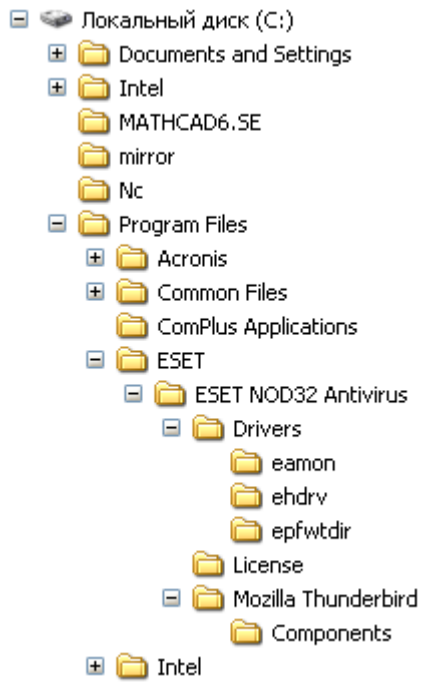 Локальный диск (C:)
Documents and Settings
Intel
MATHCAD6.SE
mirror
Nc
Program Files
Acronis
Common Files
ComPlus Applications
ESET
ESET NOD32 Antivirus
Drivers
eamon
ehdrv
epfwtdir
License
Mozilla Thunderbird
Components
Intel